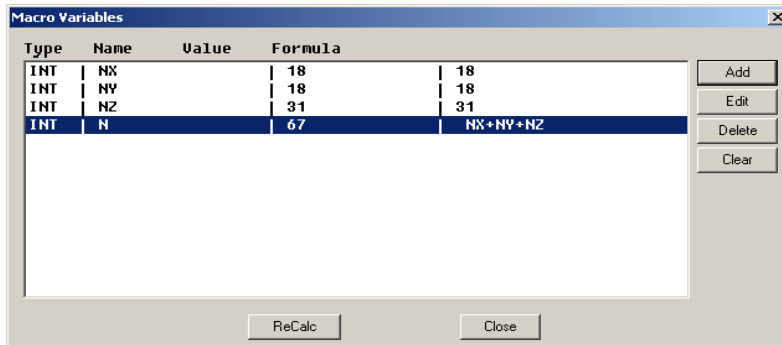 Macro Variables
Type Name Value Formula
INT | NX | 18 | 18
INT | NY | 18 | 18
INT | NZ | 31 | 31
INT | N | 67 | NX+NY+NZ
Add
Edit
Delete
Clear
ReCalc Close